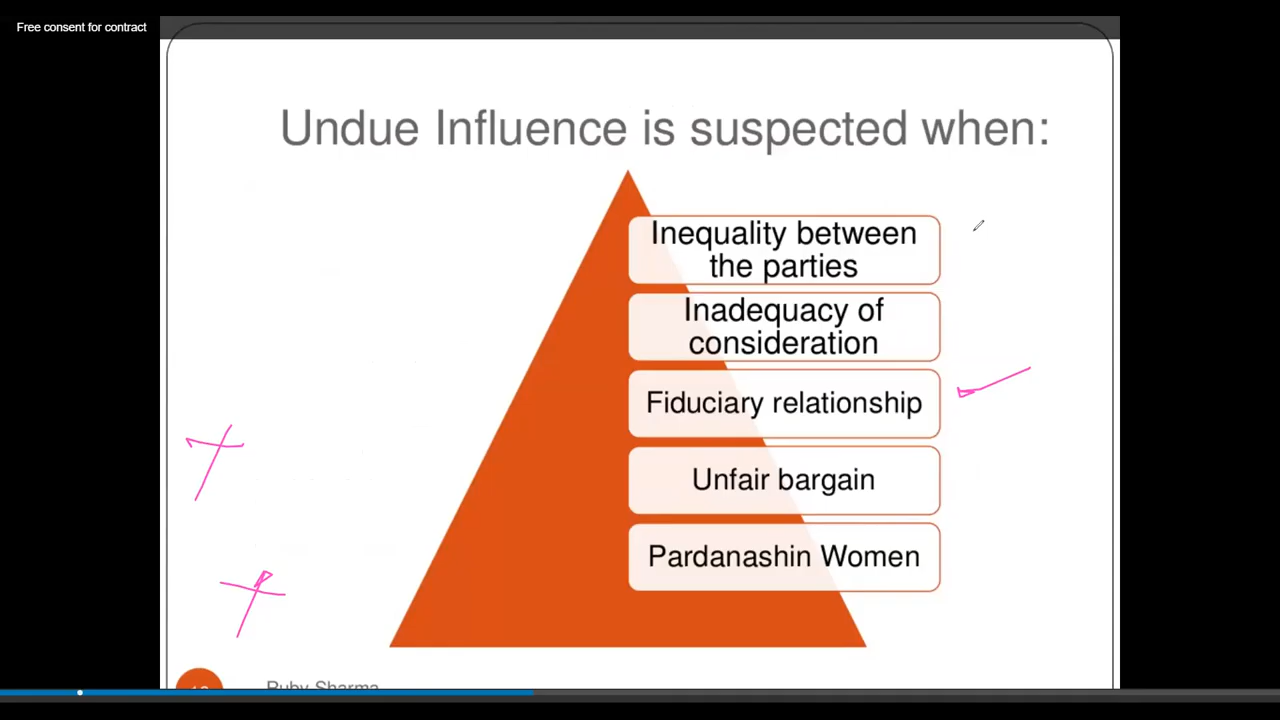 Free consent for contract
Undue Influence is suspected when:
Inequality between
the parties
Inadequacy of
consideration
Fiduciary relationship
Unfair bargain
Pardanashin Women
Ruby Sharma